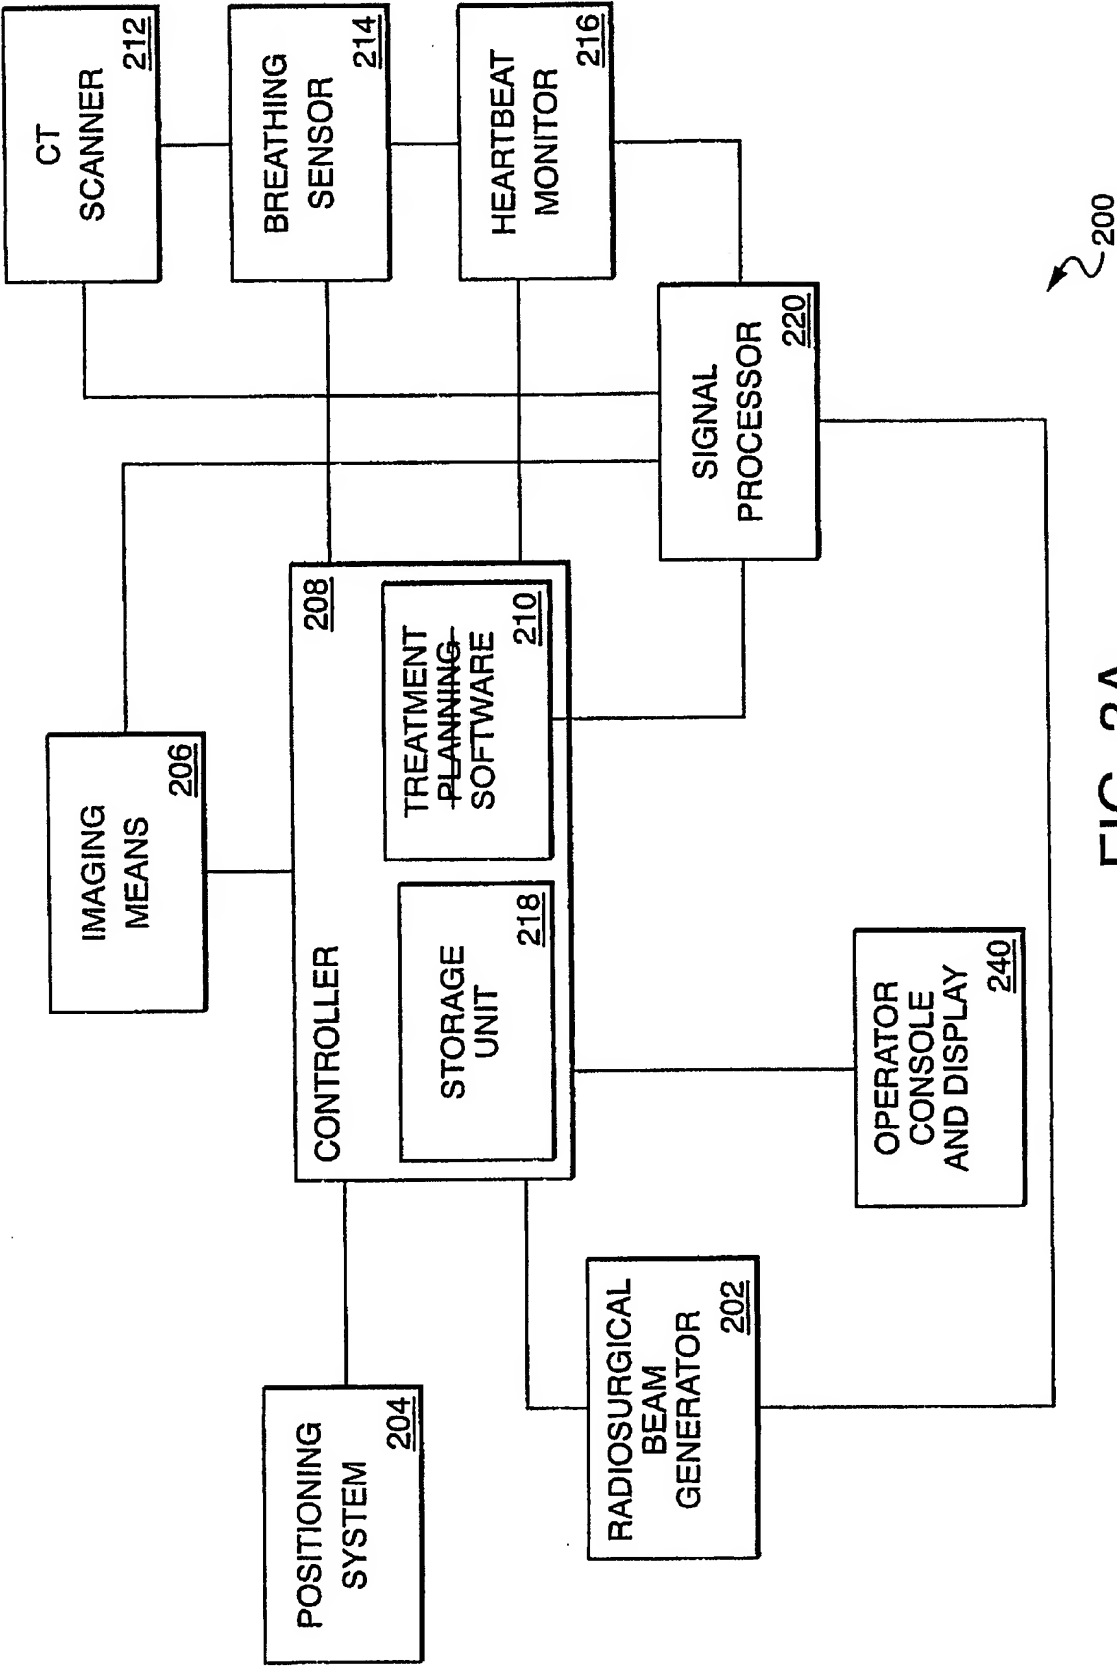 CT
SCANNER
212
BREATHING
SENSOR
214
HEARTBEAT
MONITOR
216
IMAGING
MEANS
206
CONTROLLER
208
TREATMENT
PLANNING
SOFTWARE
210
STORAGE
UNIT
218
SIGNAL
PROCESSOR
220
POSITIONING
SYSTEM
204
RADIOSURGICAL
BEAM
GENERATOR
202
OPERATOR
CONSOLE
AND DISPLAY
240
200